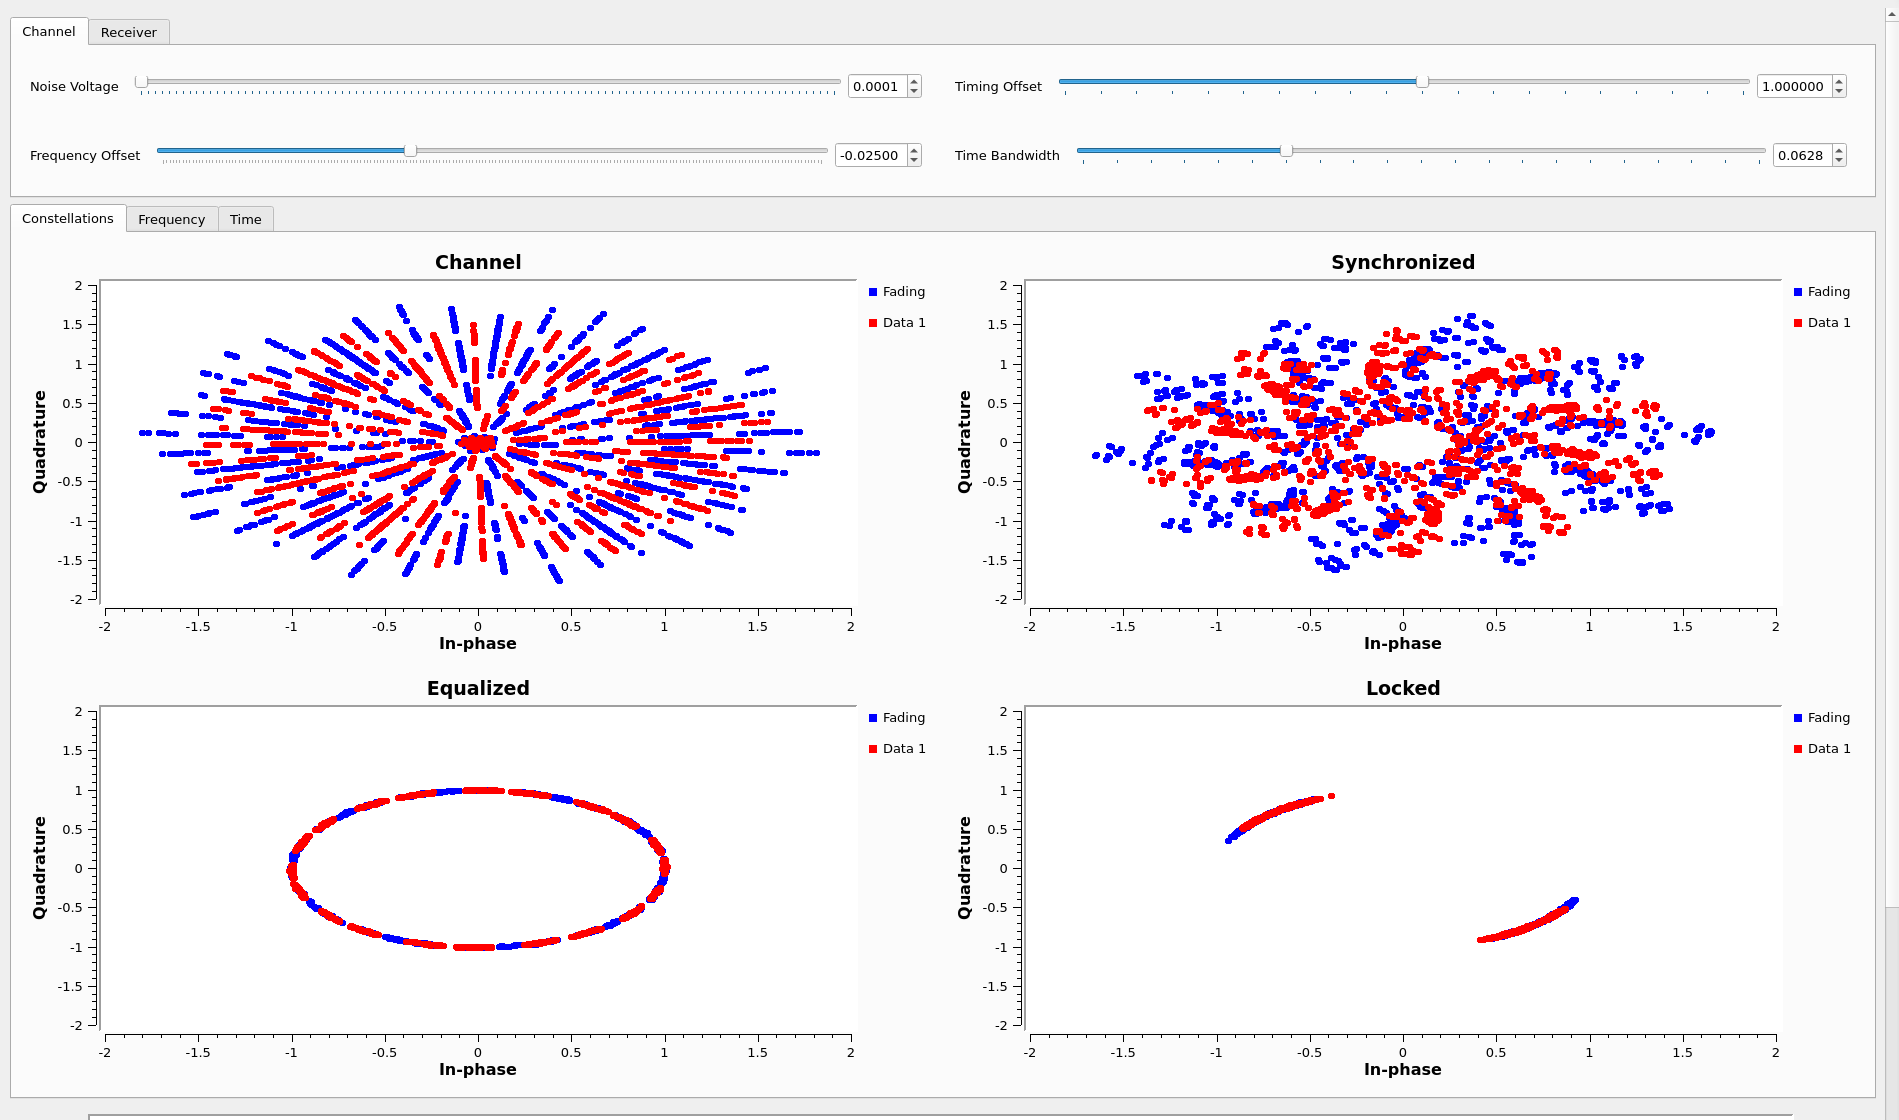 Channel Receiver
Noise Voltage 0.0001 Timing Offset 1.000000
Frequency Offset -0.02500 Time Bandwidth 0.0628
Constellations Frequency Time
Channel
Quadrature
2
1.5
1
0.5
0
-0.5
-1
-1.5
-2
-2 -1.5 -1 -0.5 0 0.5 1 1.5 2
In-phase
Fading
Data 1
Synchronized
Quadrature
2
1.5
1
0.5
0
-0.5
-1
-1.5
-2
-2 -1.5 -1 -0.5 0 0.5 1 1.5 2
In-phase
Fading
Data 1
Equalized
Quadrature
2
1.5
1
0.5
0
-0.5
-1
-1.5
-2
-2 -1.5 -1 -0.5 0 0.5 1 1.5 2
In-phase
Fading
Data 1
Locked
Quadrature
2
1.5
1
0.5
0
-0.5
-1
-1.5
-2
-2 -1.5 -1 -0.5 0 0.5 1 1.5 2
In-phase
Fading
Data 1